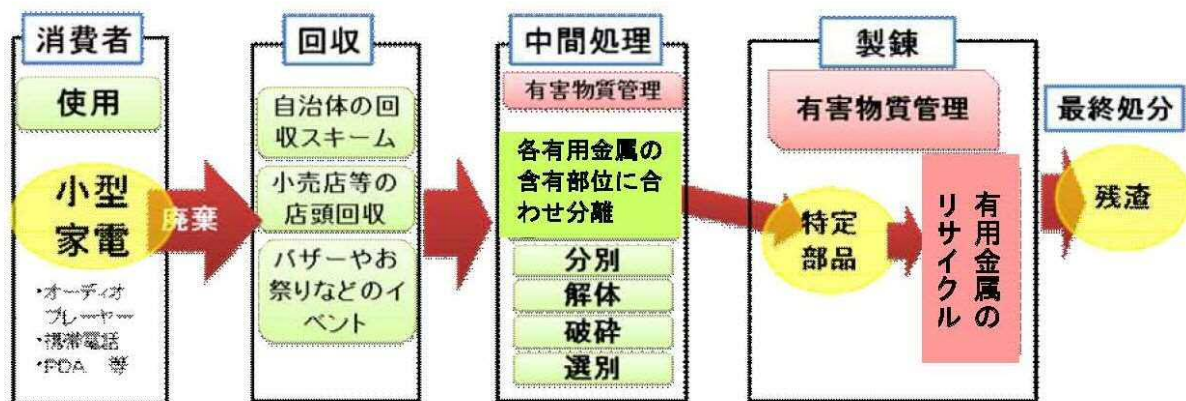 消費者
使用
小型
家電
・オーディオ
プレーヤー
・携帯電話
・PDA 等
廃棄
回収
自治体の回
収スキーム
小売店等の
店頭回収
バザーやお
祭りなどのイ
ベント
中間処理
有害物質管理
各有用金属の
含有部位に合
わせ分離
分別
解体
破砕
選別
製錬
有害物質管理
特定
部品
有用金属の
リサイクル
最終処分
残渣